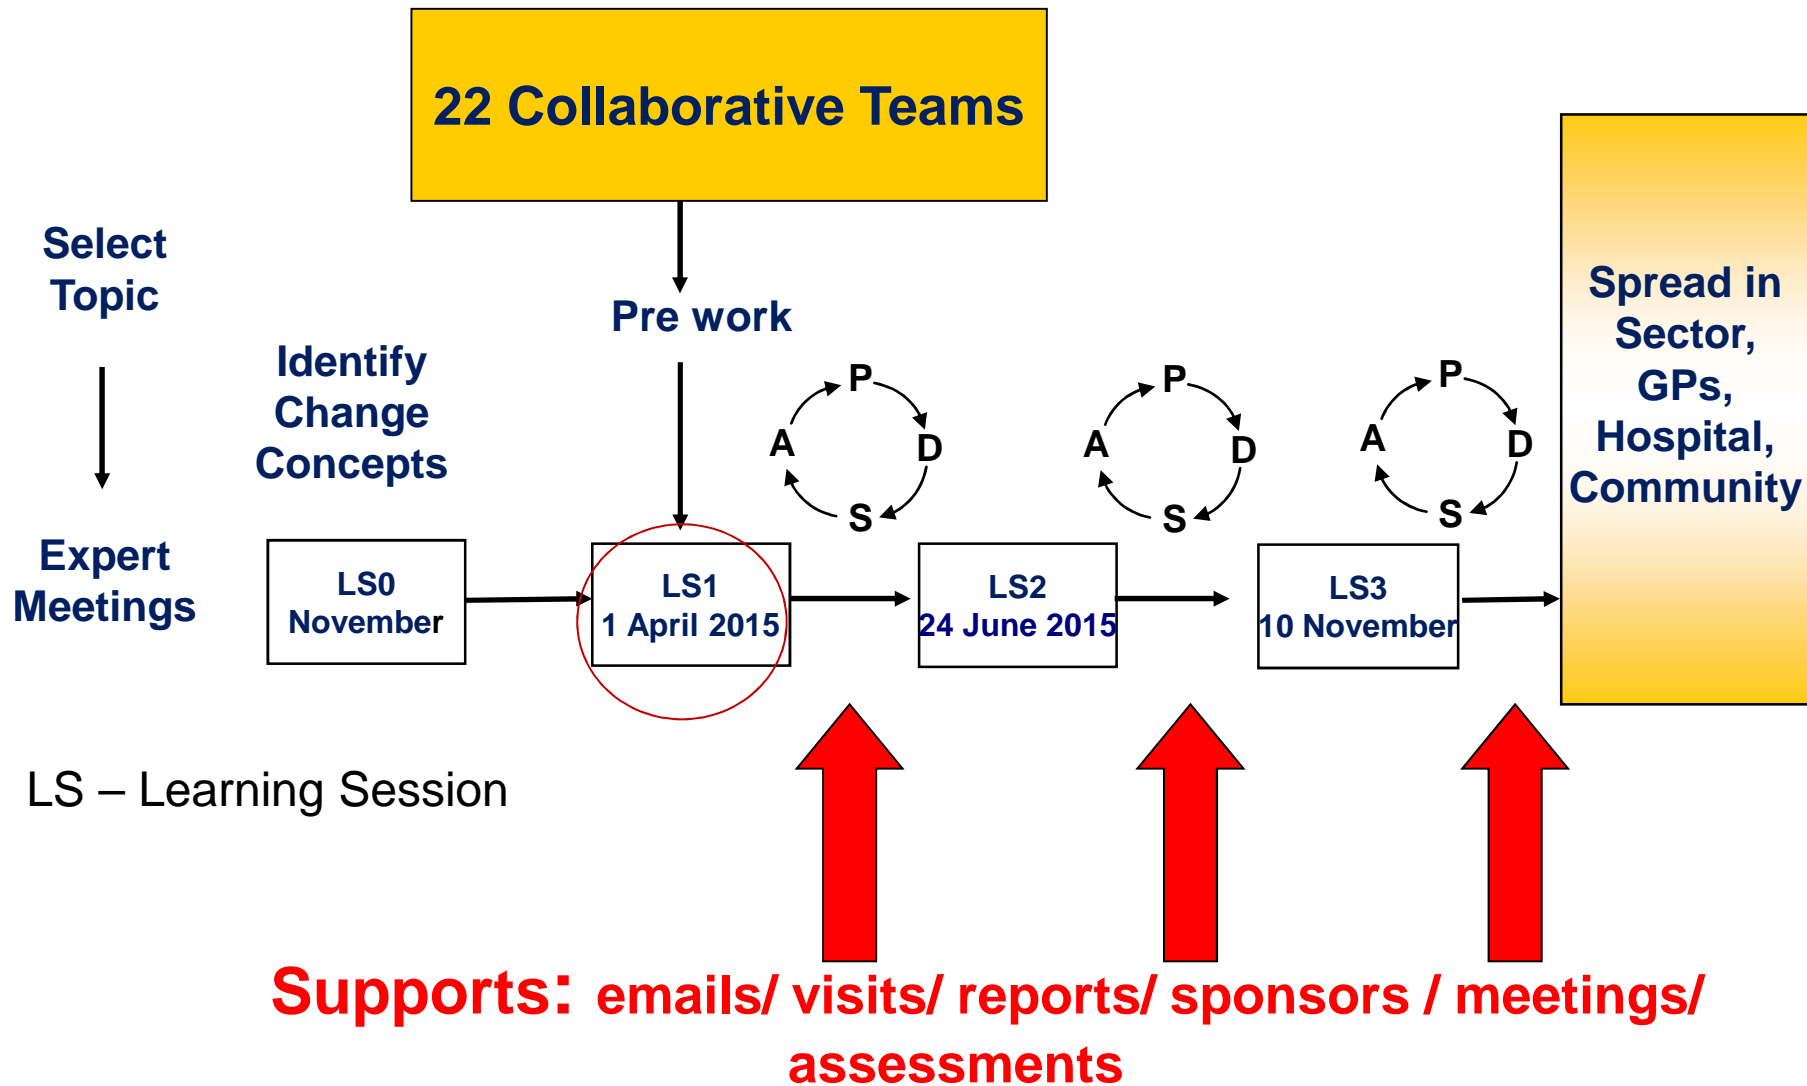 22 Collaborative Teams
Select
Topic
Expert
Meetings
Identify
Change
Concepts
Pre work
P
D
S
A
P
D
S
A
P
D
S
A
LS0
November
LS1
1 April 2015
LS2
24 June 2015
LS3
10 November
Spread in
Sector,
GPs,
Hospital,
Community
LS – Learning Session
Supports: emails/ visits/ reports/ sponsors / meetings/
assessments